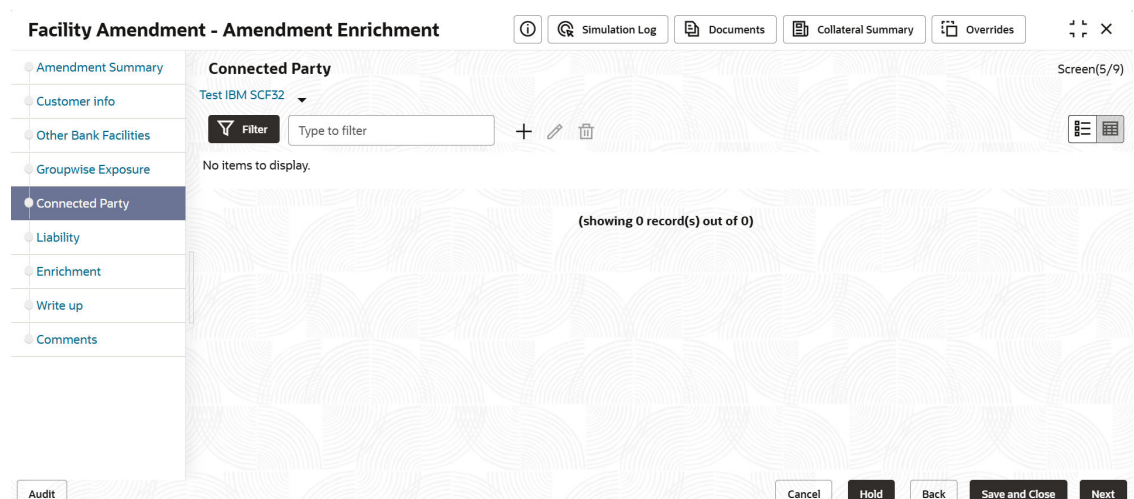 Facility Amendment - Amendment Enrichment
Simulation Log
Documents
Collateral Summary
Overrides
Amendment Summary
Customer info
Other Bank Facilities
Groupwise Exposure
Connected Party
Liability
Enrichment
Write up
Comments
Connected Party
Screen(5/9)
Test IBM SCF32
Filter
Type to filter
No items to display.
(showing 0 record(s) out of 0)
Audit
Cancel
Hold
Back
Save and Close
Next